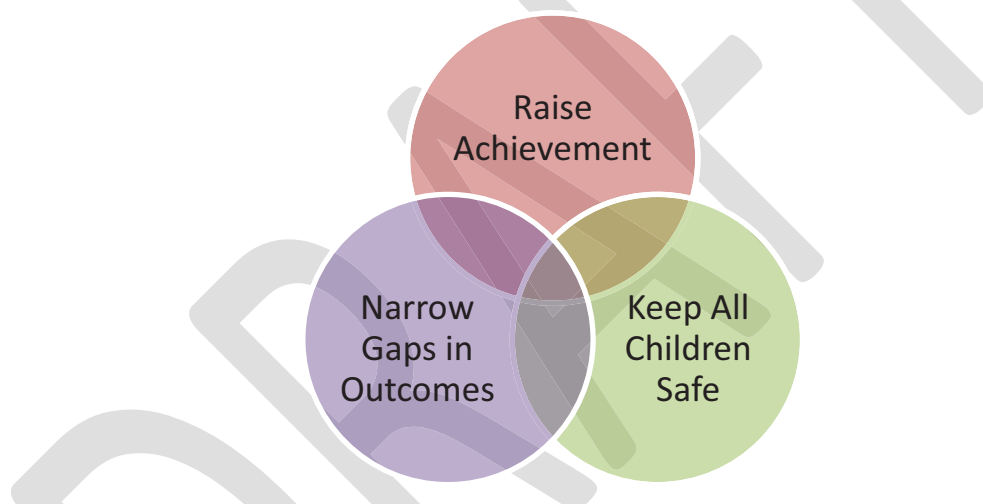 Raise
Achievement
Narrow
Gaps in
Outcomes
Keep All
Children
Safe